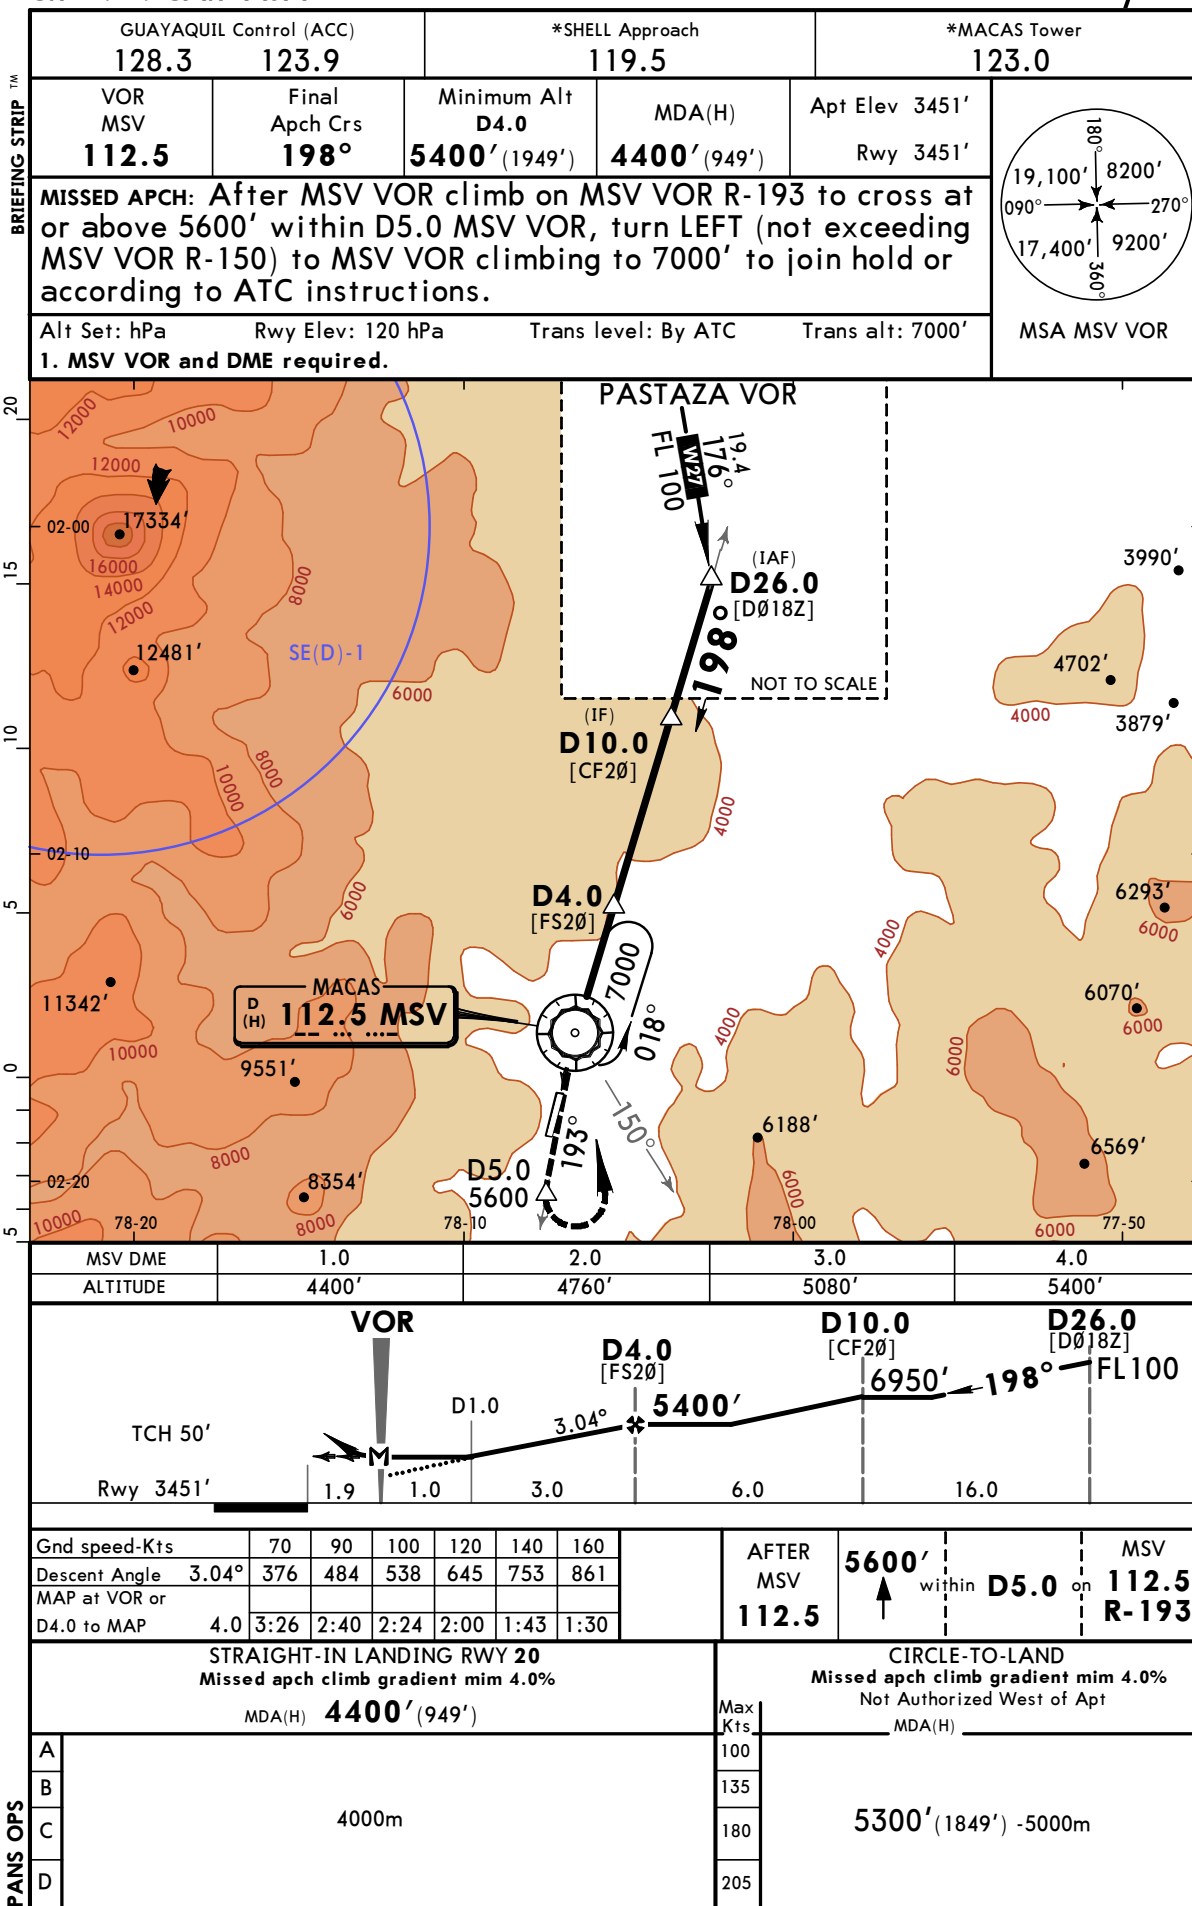 GUAYAQUIL Control (ACC)
128.3 123.9
*SHELL Approach
119.5
*MACAS Tower
123.0
BRIEFING STRIP TM
VOR
MSV
112.5
Final
Apch Crs
198°
Minimum Alt
D4.0
5400' (1949')
MDA(H)
4400' (949')
Apt Elev 3451'
Rwy 3451'
MISSED APCH: After MSV VOR climb on MSV VOR R-193 to cross at
or above 5600' within D5.0 MSV VOR, turn LEFT (not exceeding
MSV VOR R-150) to MSV VOR climbing to 7000' to join hold or
according to ATC instructions.
Alt Set: hPa Rwy Elev: 120 hPa Trans level: By ATC Trans alt: 7000'
1. MSV VOR and DME required.
180°
19,100' 8200'
090° 270°
17,400' 9200'
360°
MSA MSV VOR
20
15
10
5
0
5
12000
10000
12000
17334'
02-00
16000
14000
12000
8000
12481'
SE(D)-1
6000
10000
8000
02-10
6000
PASTAZA VOR
FL 100
W27
176°
19.4
(IAF)
D26.0
[DØ18Z]
198°
NOT TO SCALE
(IF)
D10.0
[CF2Ø]
4000
3990'
4702'
4000
3879'
D4.0
[FS2Ø]
6293'
6000
4000
11342'
MACAS
D
(H)
112.5 MSV
7000
018°
4000
6070'
6000
10000
9551'
6000
150°
193°
6188'
6569'
8000
D5.0
5600
6000
02-20
8354'
10000
8000
6000
78-20
78-10
78-00
77-50
MSV DME 1.0 2.0 3.0 4.0
ALTITUDE 4400' 4760' 5080' 5400'
VOR
D4.0
[FS2Ø]
D10.0
[CF2Ø]
D26.0
[DØ18Z]
FL100
6950'
198°
5400'
D1.0
3.04°
TCH 50'
M
Rwy 3451'
1.9 1.0 3.0 6.0 16.0
Gnd speed-Kts 70 90 100 120 140 160
Descent Angle 3.04° 376 484 538 645 753 861
MAP at VOR or
D4.0 to MAP 4.0 3:26 2:40 2:24 2:00 1:43 1:30
AFTER
MSV
112.5
5600' within D5.0 on
MSV
112.5
R-193
STRAIGHT-IN LANDING RWY 20
Missed apch climb gradient mim 4.0%
MDA(H) 4400' (949')
CIRCLE-TO-LAND
Missed apch climb gradient mim 4.0%
Not Authorized West of Apt
Max
Kts
MDA(H)
A
B
C
D
4000m
100
135
180
205
5300' (1849') -5000m
PANS OPS